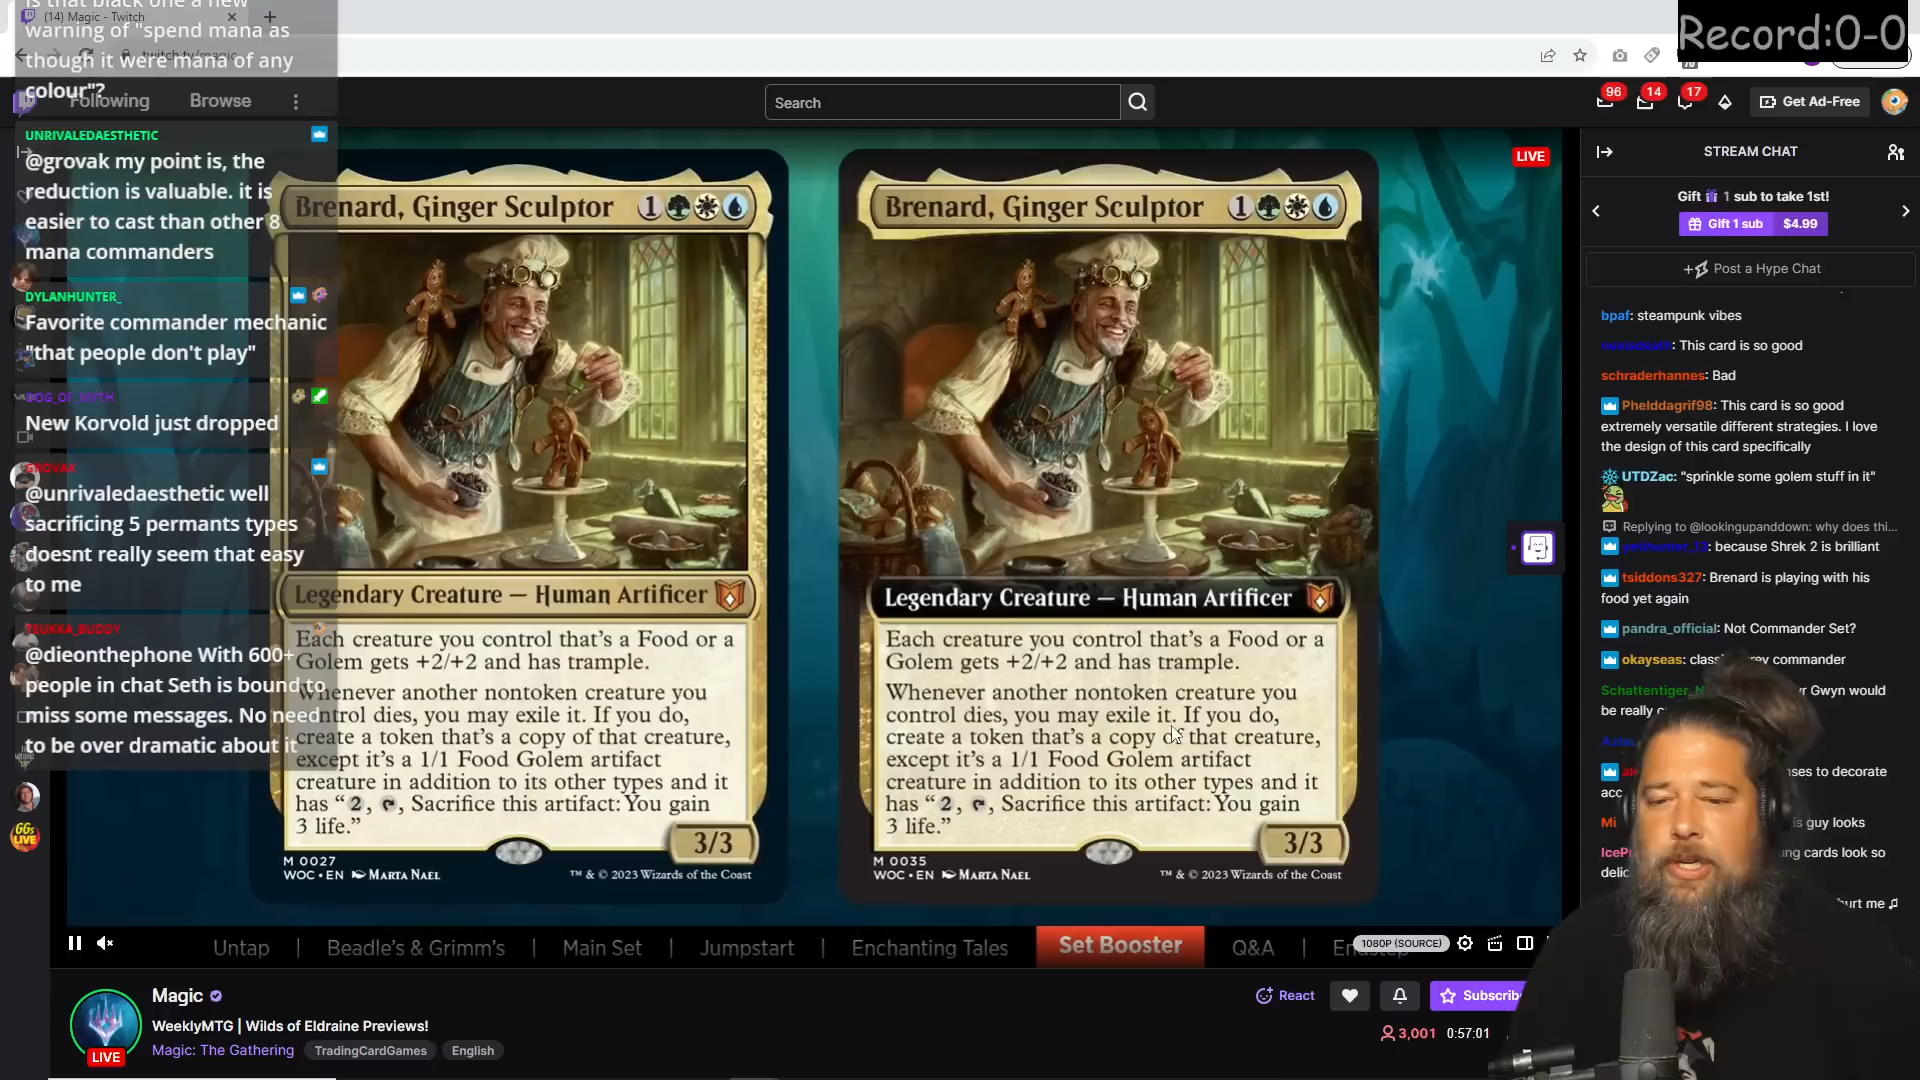 is that black one a new
warning of "spend mana as
though it were mana of any
colour"?
(14) Magic - Twitch
twitch.tv/magic
Record:0-0
Following
Browse
Search
96
14
17
Get Ad-Free
UNRIVALEDAESTHETIC
@grovak my point is, the
reduction is valuable. it is
easier to cast than other 8
mana commanders
DYLANHUNTER_
Favorite commander mechanic
"that people don't play"
DOG_OF_MYTH
New Korvold just dropped
GROVAK
@unrivaledaesthetic well
sacrificing 5 permants types
doesnt really seem that easy
to me
@dieonthephone With 600+
people in chat Seth is bound to
miss some messages. No need
to be over dramatic about it
GGs
LIVE
Brenard, Ginger Sculptor 1
Legendary Creature — Human Artificer
Each creature you control that's a Food or a
Golem gets +2/+2 and has trample.
Whenever another nontoken creature you
control dies, you may exile it. If you do,
create a token that's a copy of that creature,
except it's a 1/1 Food Golem artifact
creature in addition to its other types and it
has "2, , Sacrifice this artifact: You gain
3 life."
3/3
M 0027
WOC • EN MARTA NAEL
™ & © 2023 Wizards of the Coast
Brenard, Ginger Sculptor 1
Legendary Creature — Human Artificer
Each creature you control that's a Food or a
Golem gets +2/+2 and has trample.
Whenever another nontoken creature you
control dies, you may exile it. If you do,
create a token that's a copy of that creature,
except it's a 1/1 Food Golem artifact
creature in addition to its other types and it
has "2, , Sacrifice this artifact: You gain
3 life."
3/3
M 0035
WOC • EN MARTA NAEL
™ & © 2023 Wizards of the Coast
LIVE
Untap | Beadle's & Grimm's | Main Set | Jumpstart | Enchanting Tales Set Booster Q&A |
1080P (SOURCE)
STREAM CHAT
Gift 1 sub to take 1st!
Gift 1 sub $4.99
Post a Hype Chat
bpaf: steampunk vibes
: This card is so good
schraderhannes: Bad
Phelddagrif98: This card is so good
extremely versatile different strategies. I love
the design of this card specifically
UTDZac: "sprinkle some golem stuff in it"
Replying to @lookingupanddown: why does thi...
: because Shrek 2 is brilliant
tsiddons327: Brenard is playing with his
food yet again
pandra_official: Not Commander Set?
okayseas: commander
Gwyn would
be really
to decorate
is guy looks
cards look so
hurt me ♫
Magic
WeeklyMTG | Wilds of Eldraine Previews!
Magic: The Gathering
TradingCardGames
English
LIVE
React
Subscribe
3,001
0:57:01